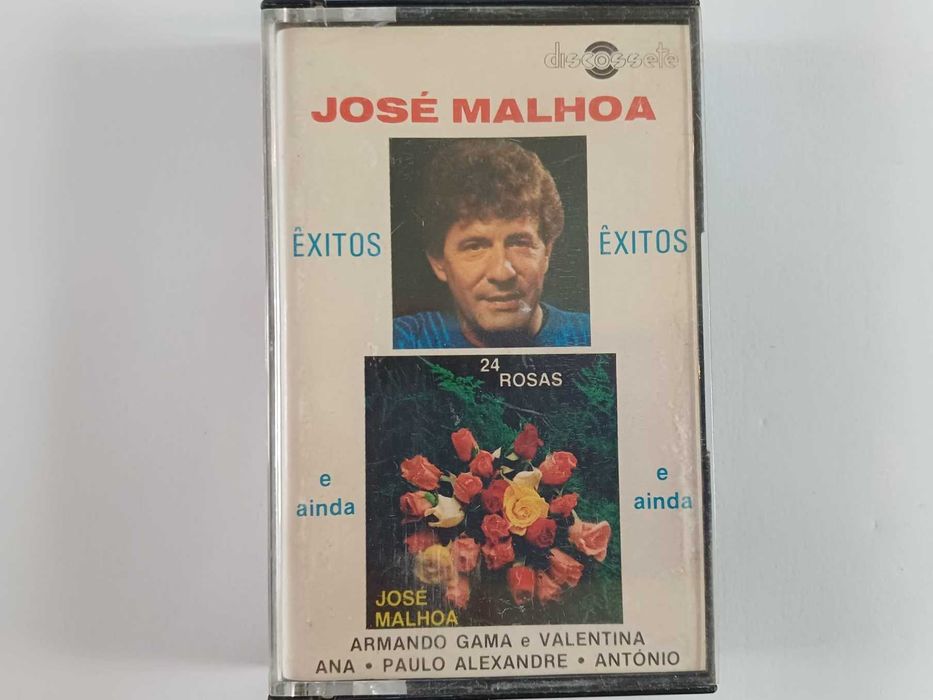 discossete
JOSÉ MALHOA
ÊXITOS
ÊXITOS
24
ROSAS
e
ainda
e
ainda
JOSÉ
MALHOA
ARMANDO GAMA e VALENTINA
ANA • PAULO ALEXANDRE • ANTÓNIO